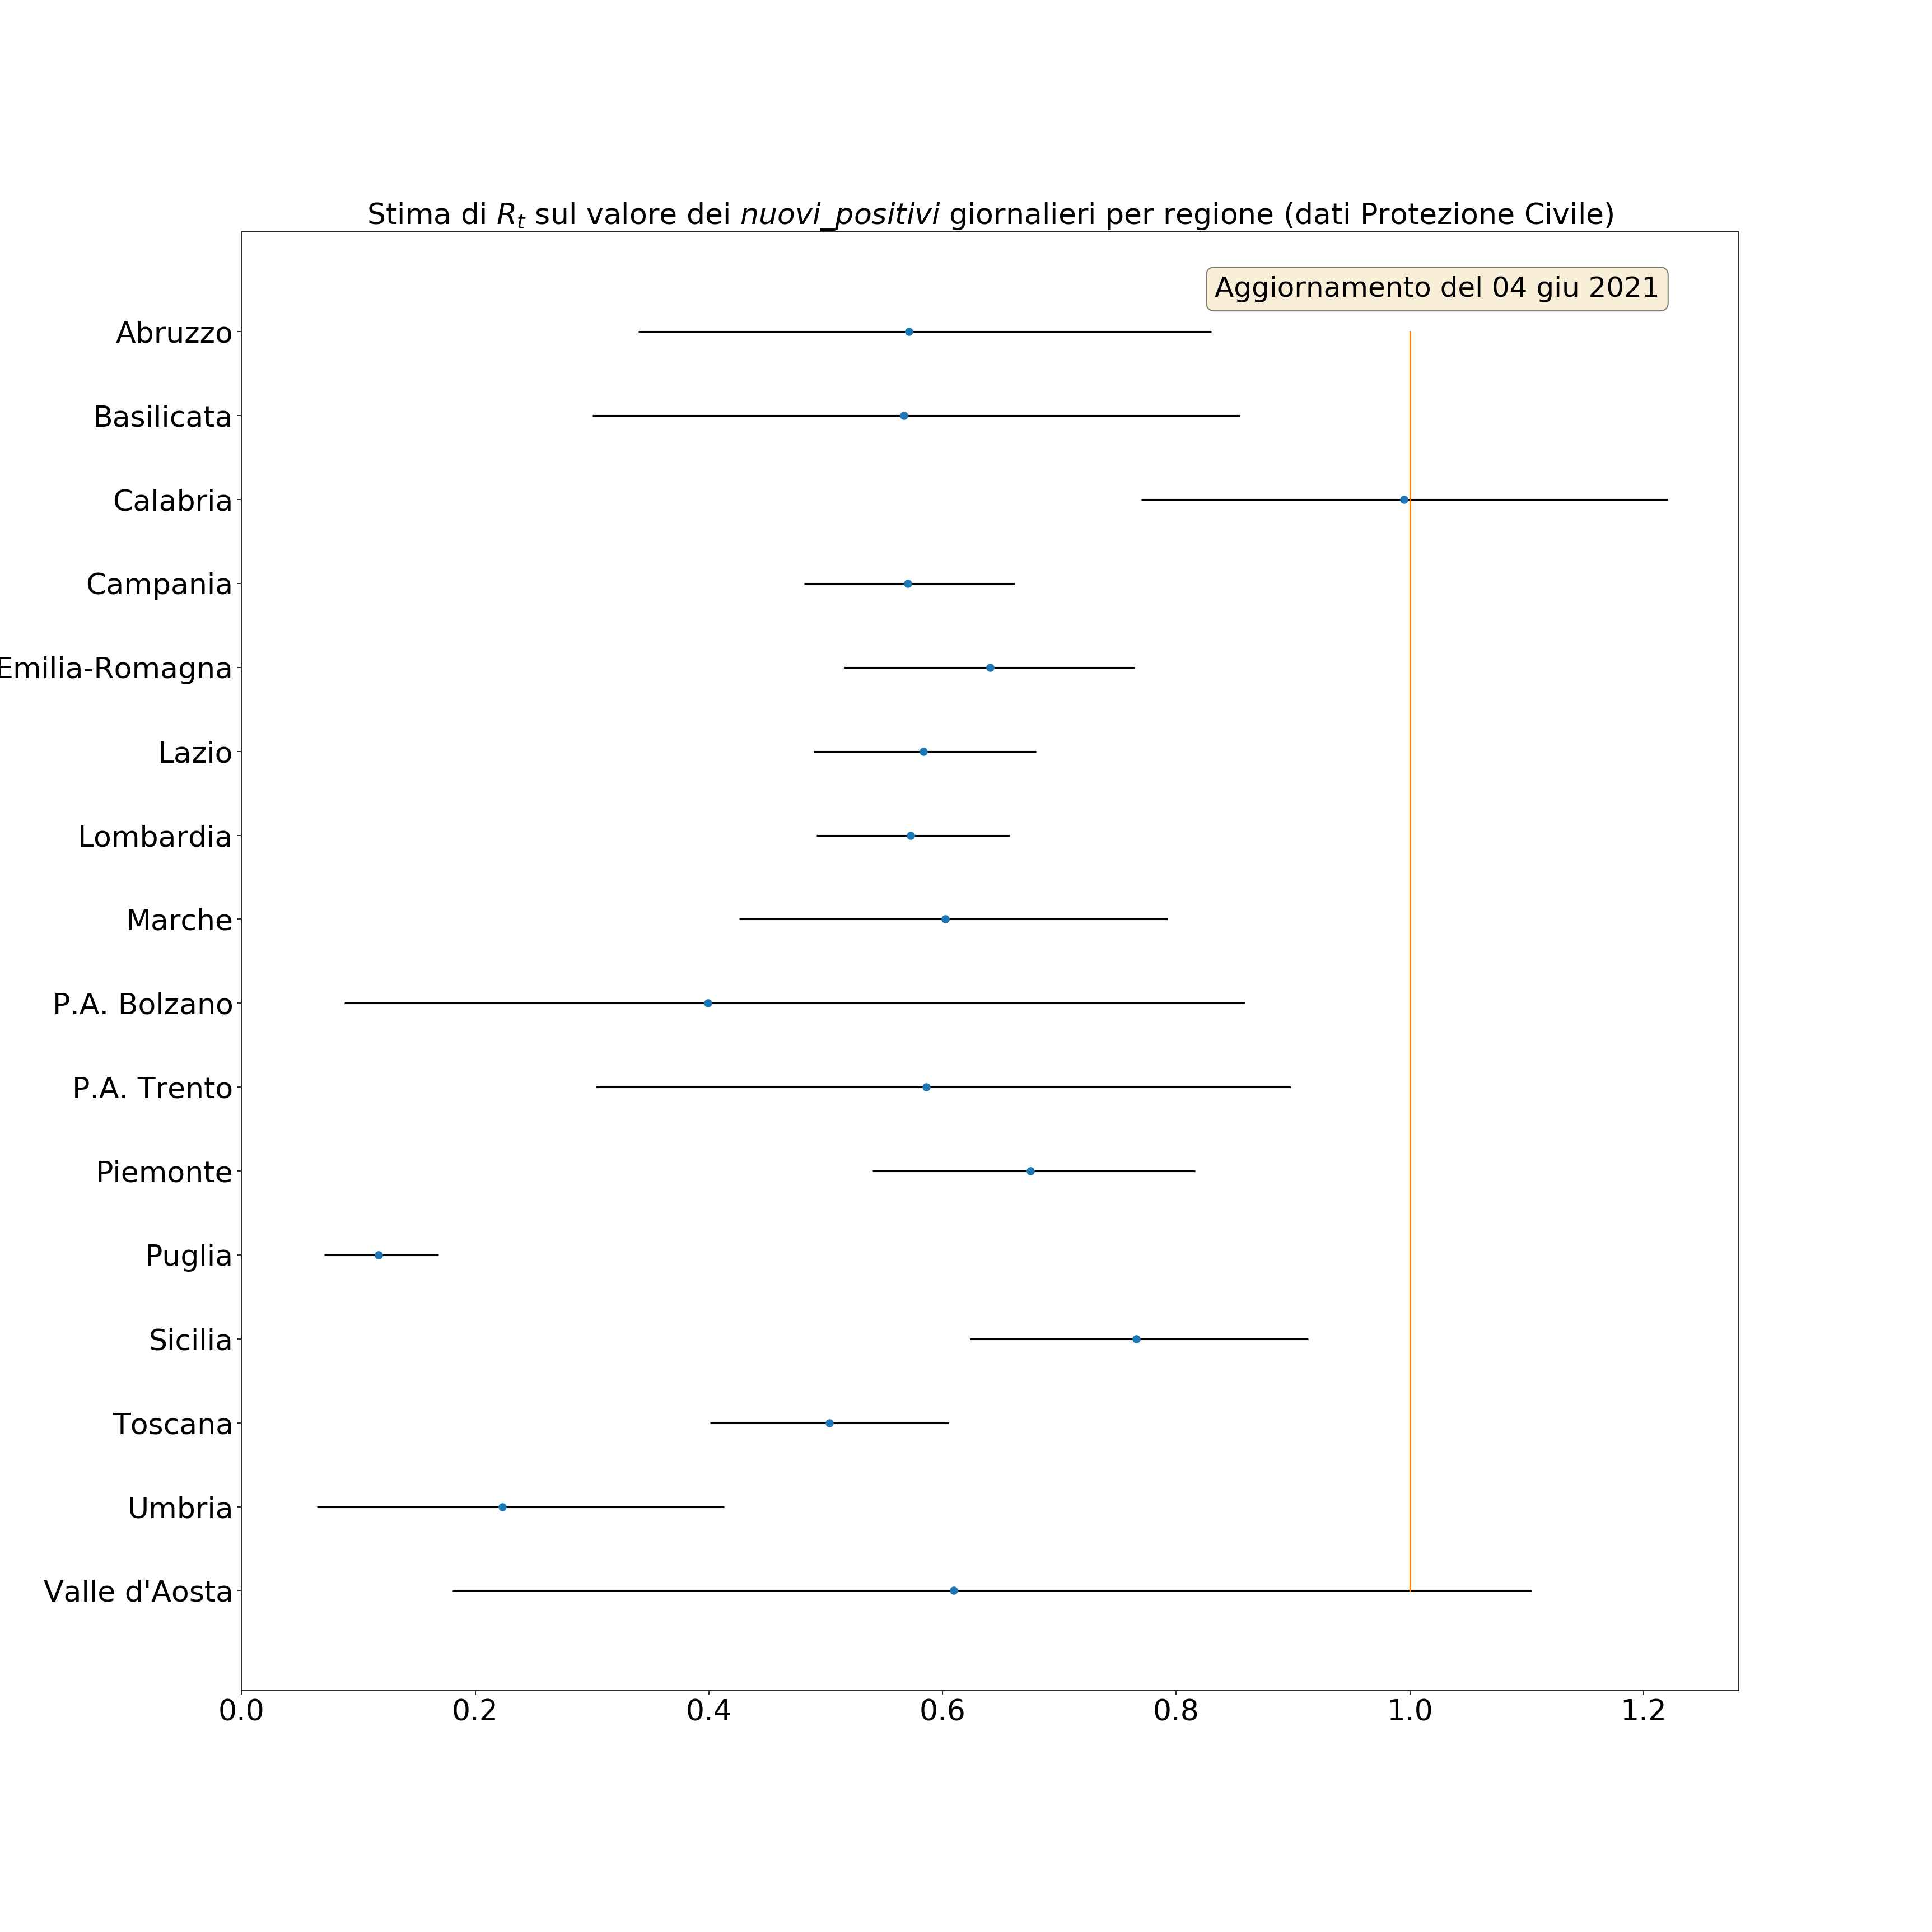 Stima di Rt sul valore dei nuovi_positivi giornalieri per regione (dati Protezione Civile)
Aggiornamento del 04 giu 2021
Abruzzo
Basilicata
Calabria
Campania
Emilia-Romagna
Lazio
Lombardia
Marche
P.A. Bolzano
P.A. Trento
Piemonte
Puglia
Sicilia
Toscana
Umbria
Valle d'Aosta
0.0 0.2 0.4 0.6 0.8 1.0 1.2